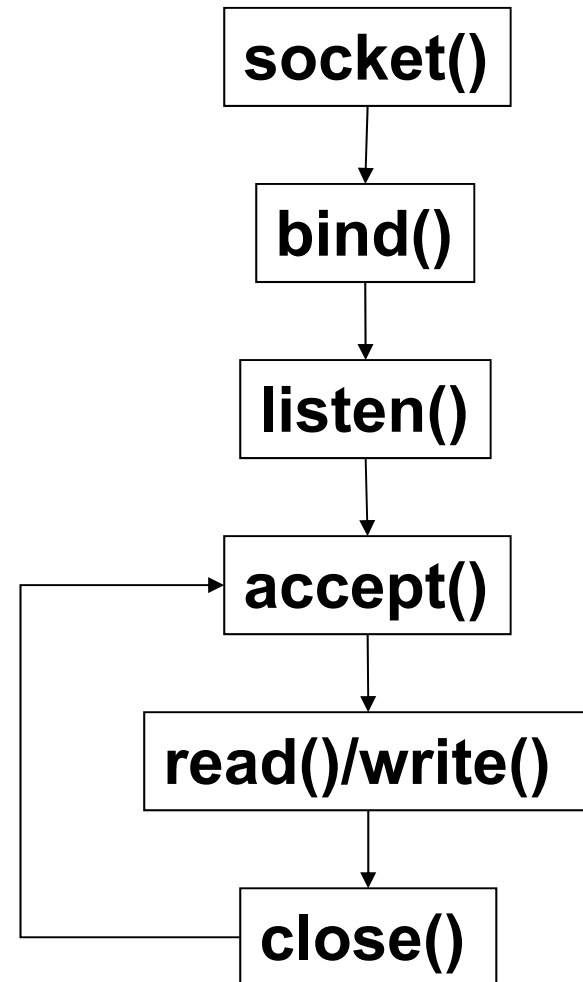 socket()
bind()
listen()
accept()
read()/write()
close()